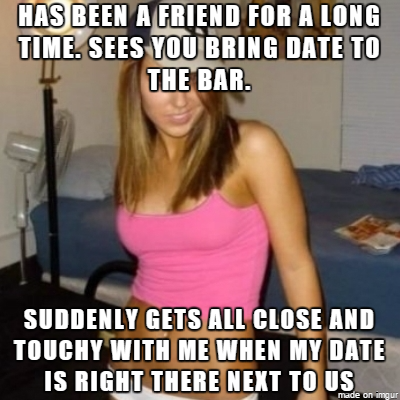 HAS BEEN A FRIEND FOR A LONG
TIME. SEES YOU BRING DATE TO
THE BAR.
SUDDENLY GETS ALL CLOSE AND
TOUCHY WITH ME WHEN MY DATE
IS RIGHT THERE NEXT TO US
made on imgur